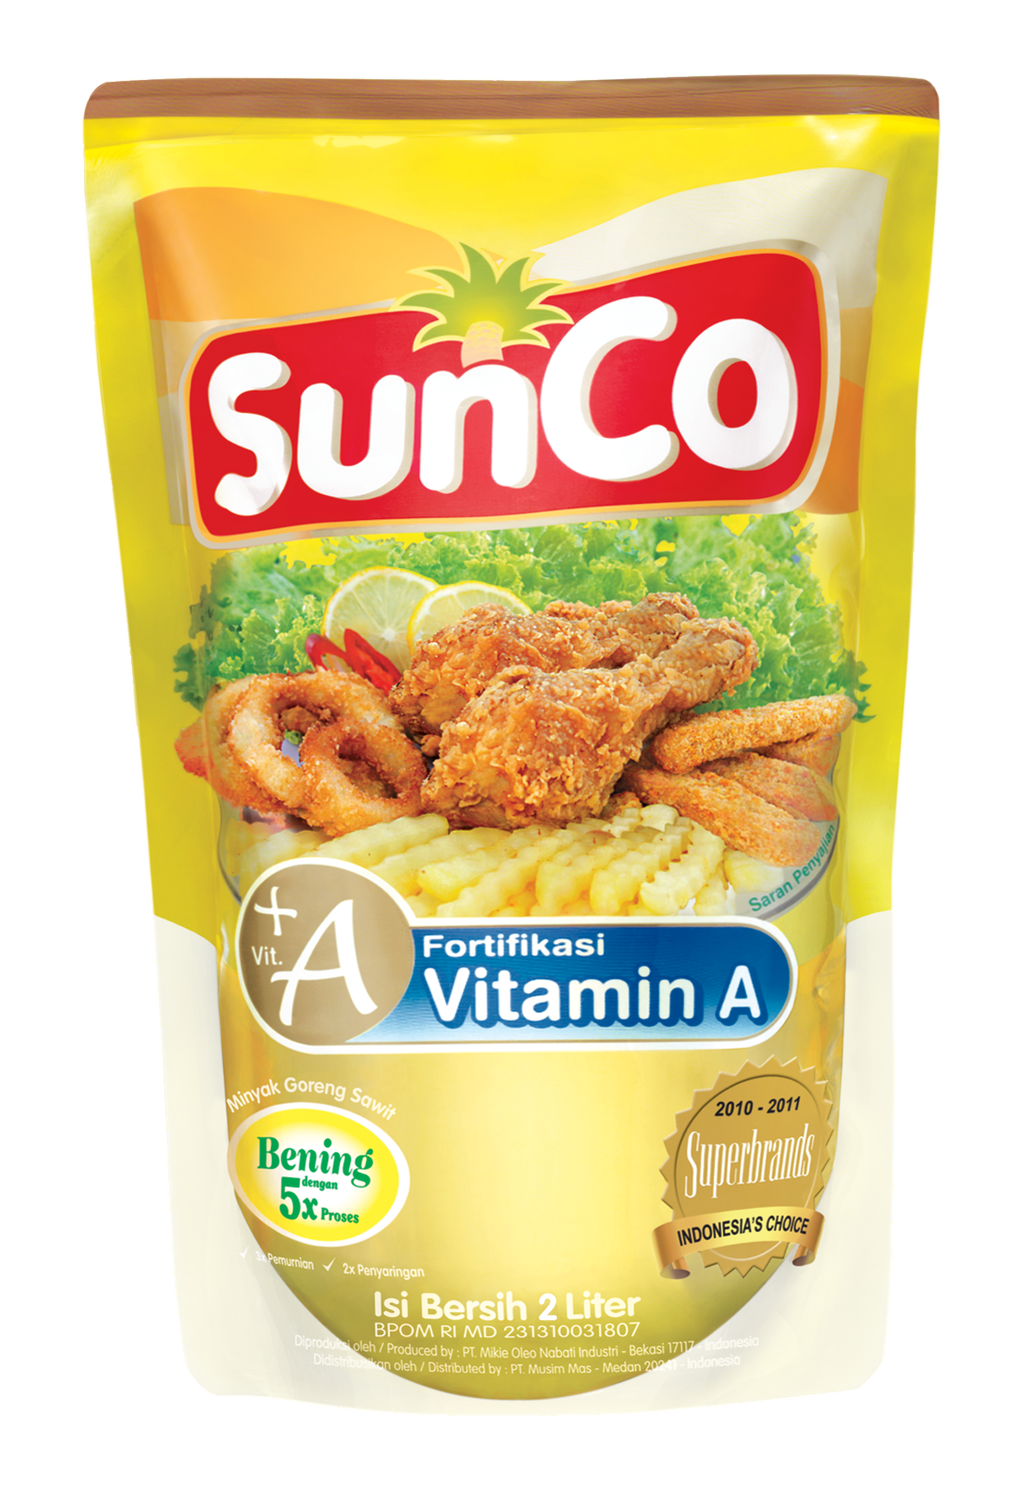 SunCo
Saran Penyajian
+
Vit. A
Fortifikasi
Vitamin A
Minyak Goreng Sawit
Bening
dengan
5x Proses
✓ 3x Pemurnian ✓ 2x Penyaringan
2010 - 2011
Superbrands
INDONESIA'S CHOICE
Isi Bersih 2 Liter
BPOM RI MD 231310031807
Diproduksi oleh / Produced by : PT. Mikie Oleo Nabati Industri - Bekasi 17117 - Indonesia
Didistribusikan oleh / Distributed by : PT. Musim Mas - Medan 20241 - Indonesia